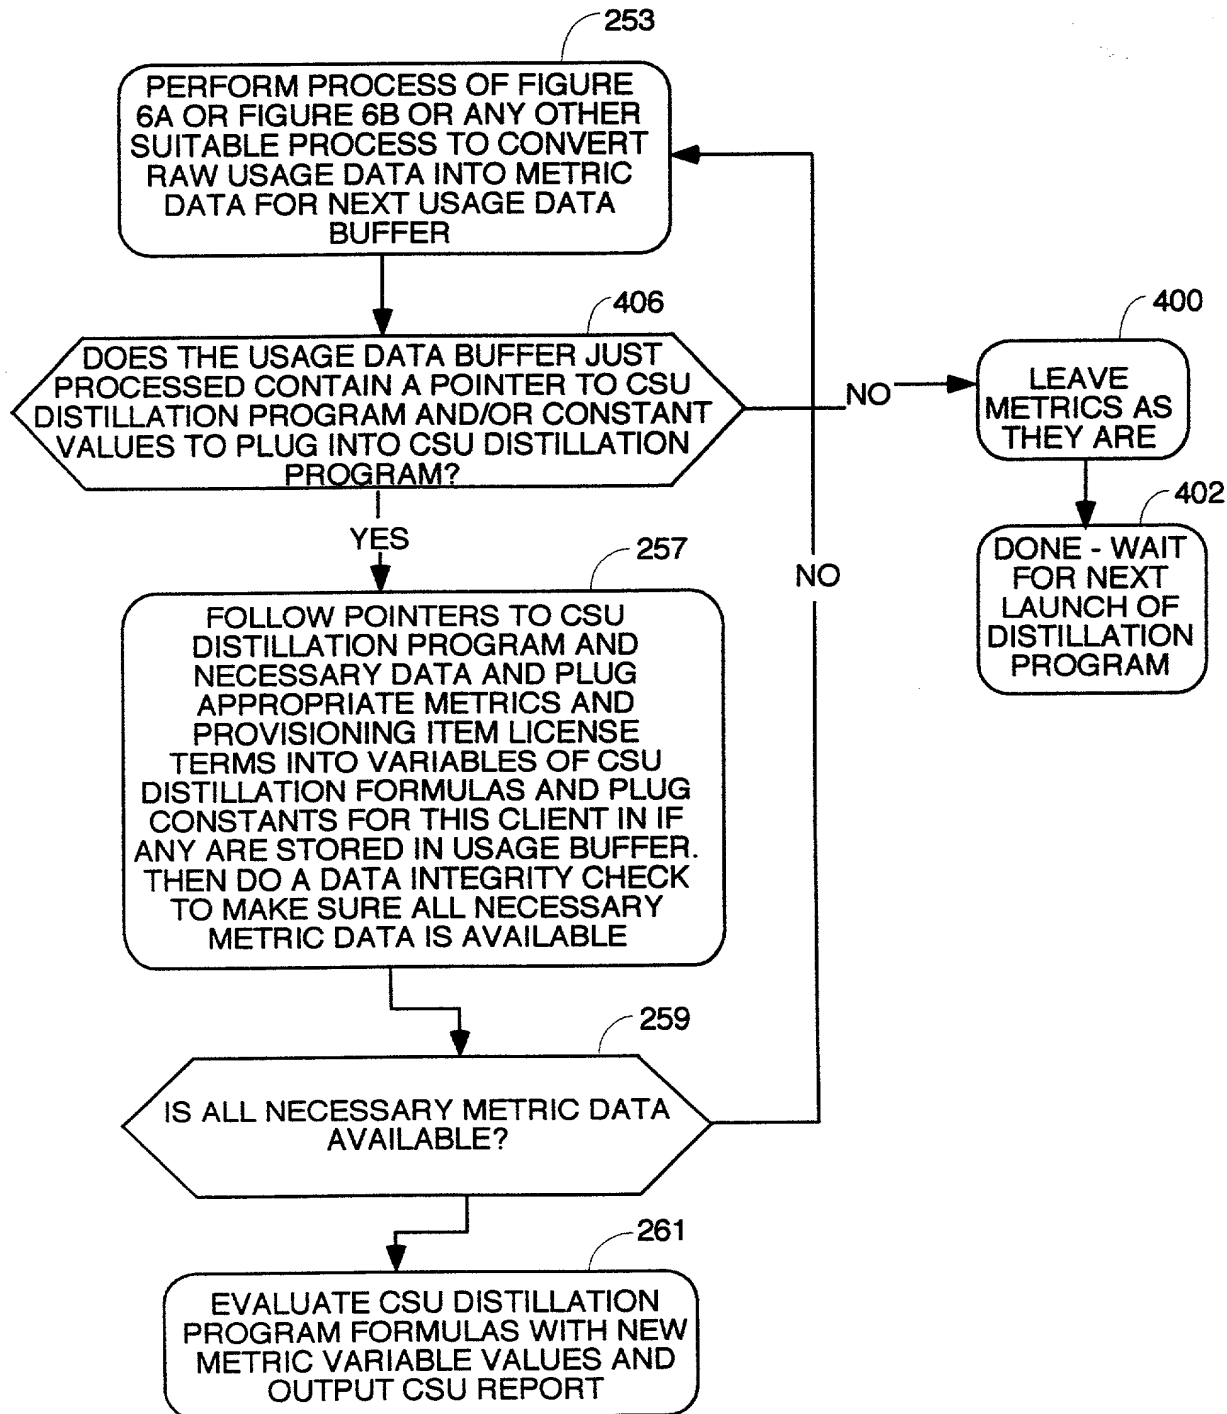 253
PERFORM PROCESS OF FIGURE
6A OR FIGURE 6B OR ANY OTHER
SUITABLE PROCESS TO CONVERT
RAW USAGE DATA INTO METRIC
DATA FOR NEXT USAGE DATA
BUFFER
406
DOES THE USAGE DATA BUFFER JUST
PROCESSED CONTAIN A POINTER TO CSU
DISTILLATION PROGRAM AND/OR CONSTANT
VALUES TO PLUG INTO CSU DISTILLATION
PROGRAM?
NO
400
LEAVE
METRICS AS
THEY ARE
402
DONE - WAIT
FOR NEXT
LAUNCH OF
DISTILLATION
PROGRAM
YES
NO
257
FOLLOW POINTERS TO CSU
DISTILLATION PROGRAM AND
NECESSARY DATA AND PLUG
APPROPRIATE METRICS AND
PROVISIONING ITEM LICENSE
TERMS INTO VARIABLES OF CSU
DISTILLATION FORMULAS AND PLUG
CONSTANTS FOR THIS CLIENT IN IF
ANY ARE STORED IN USAGE BUFFER.
THEN DO A DATA INTEGRITY CHECK
TO MAKE SURE ALL NECESSARY
METRIC DATA IS AVAILABLE
259
IS ALL NECESSARY METRIC DATA
AVAILABLE?
261
EVALUATE CSU DISTILLATION
PROGRAM FORMULAS WITH NEW
METRIC VARIABLE VALUES AND
OUTPUT CSU REPORT